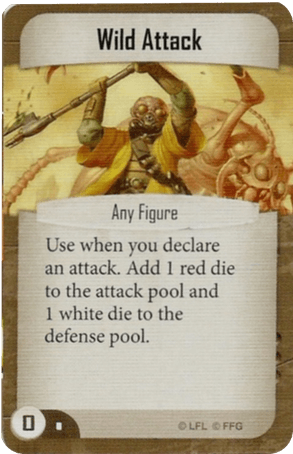 Wild Attack
Any Figure
Use when you declare
an attack. Add 1 red die
to the attack pool and
1 white die to the
defense pool.
0
© LFL © FFG